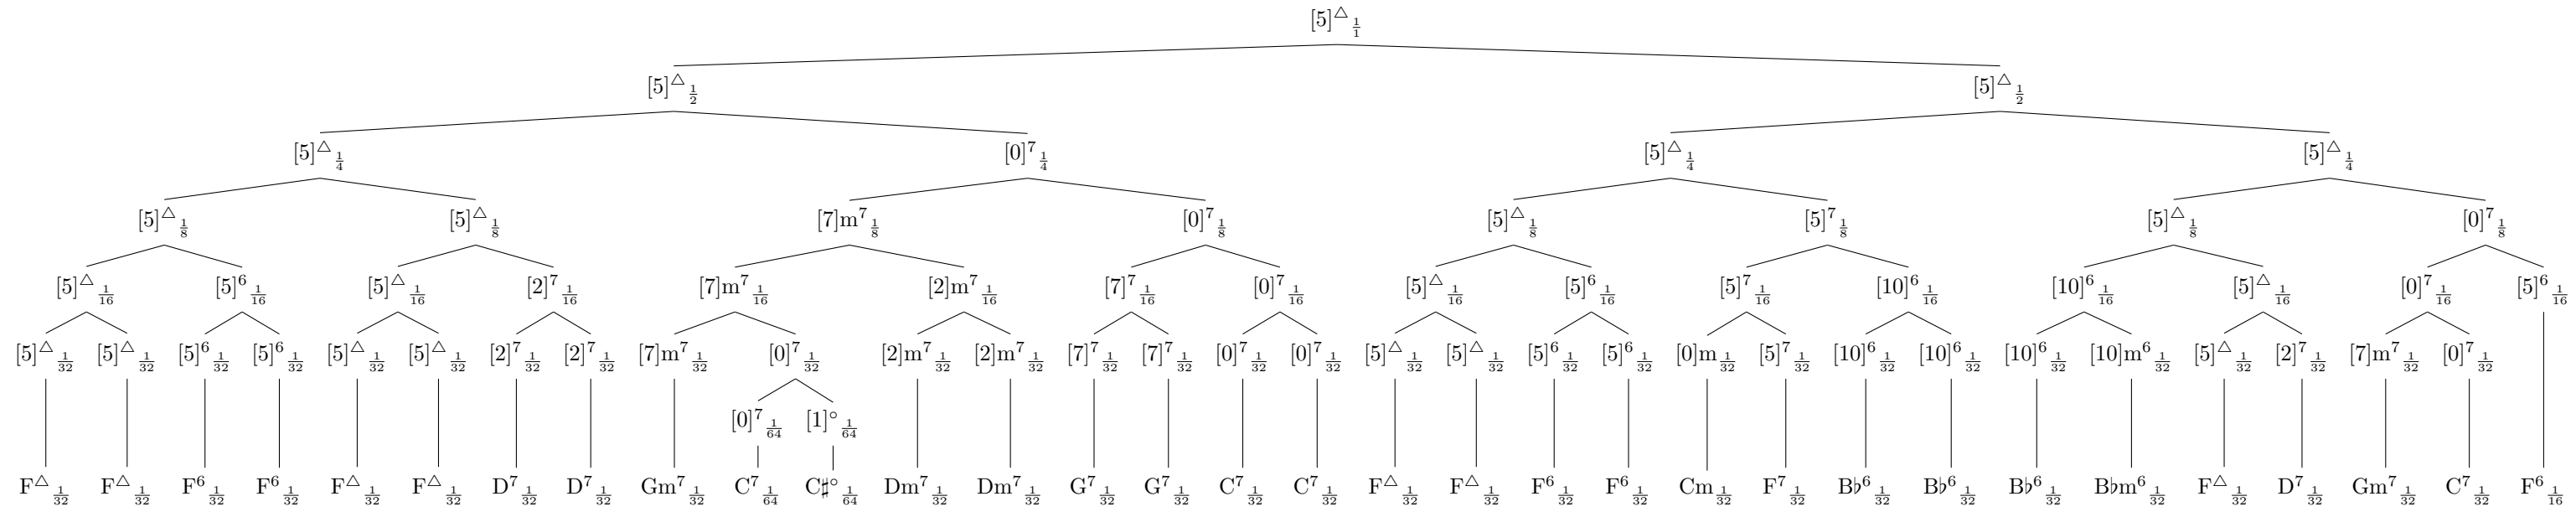 [5]△ 1/1
[5]△ 1/2 [5]△ 1/2
[5]△ 1/4 [0]7 1/4 [5]△ 1/4 [5]△ 1/4
[5]△ 1/8 [5]△ 1/8 [7]m7 1/8 [0]7 1/8 [5]△ 1/8 [5]7 1/8 [5]△ 1/8 [0]7 1/8
[5]△ 1/16 [5]6 1/16 [5]△ 1/16 [2]7 1/16 [7]m7 1/16 [2]m7 1/16 [7]7 1/16 [0]7 1/16 [5]△ 1/16 [5]6 1/16 [5]7 1/16 [10]6 1/16 [10]6 1/16 [5]△ 1/16 [0]7 1/16 [5]6 1/16
[5]△ 1/32 [5]△ 1/32 [5]6 1/32 [5]6 1/32 [5]△ 1/32 [5]△ 1/32 [2]7 1/32 [2]7 1/32 [7]m7 1/32 [0]7 1/32 [2]m7 1/32 [2]m7 1/32 [7]7 1/32 [7]7 1/32 [0]7 1/32 [0]7 1/32 [5]△ 1/32 [5]△ 1/32 [5]6 1/32 [5]6 1/32 [0]m 1/32 [5]7 1/32 [10]6 1/32 [10]6 1/32 [10]6 1/32 [10]m6 1/32 [5]△ 1/32 [2]7 1/32 [7]m7 1/32 [0]7 1/32
[0]7 1/64 [1]° 1/64
F△ 1/32 F△ 1/32 F6 1/32 F6 1/32 F△ 1/32 F△ 1/32 D7 1/32 D7 1/32 Gm7 1/32 C7 1/64 C♯° 1/64 Dm7 1/32 Dm7 1/32 G7 1/32 G7 1/32 C7 1/32 C7 1/32 F△ 1/32 F△ 1/32 F6 1/32 F6 1/32 Cm 1/32 F7 1/32 B♭6 1/32 B♭6 1/32 B♭6 1/32 B♭m6 1/32 F△ 1/32 D7 1/32 Gm7 1/32 C7 1/32 F6 1/16